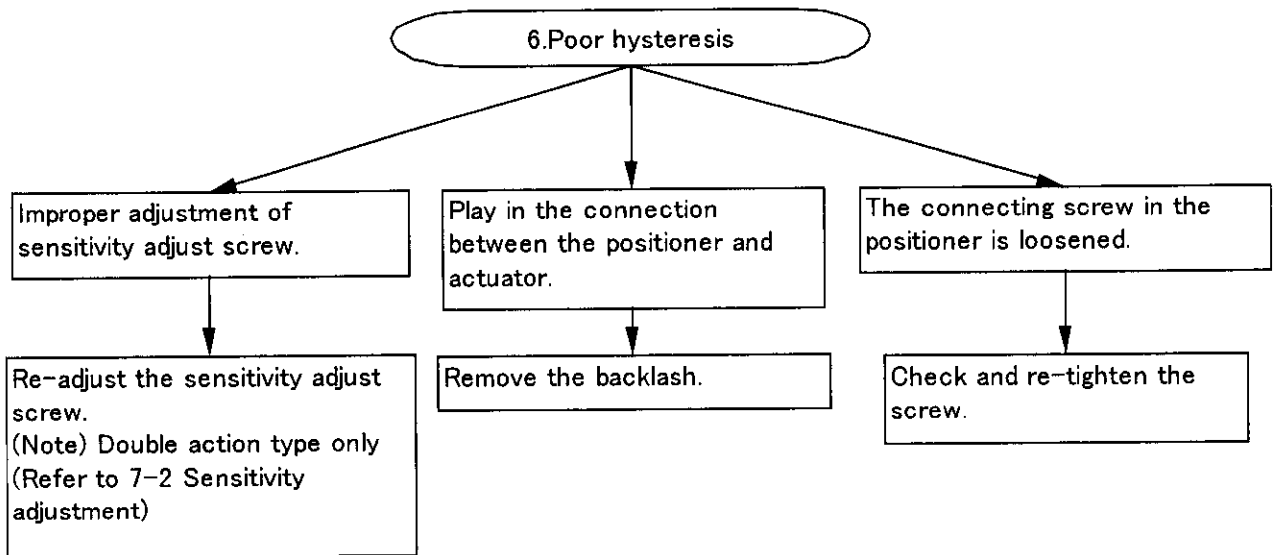 6.Poor hysteresis
Improper adjustment of
sensitivity adjust screw.
Play in the connection
between the positioner and
actuator.
The connecting screw in the
positioner is loosened.
Re-adjust the sensitivity adjust
screw.
(Note) Double action type only
(Refer to 7-2 Sensitivity
adjustment)
Remove the backlash.
Check and re-tighten the
screw.